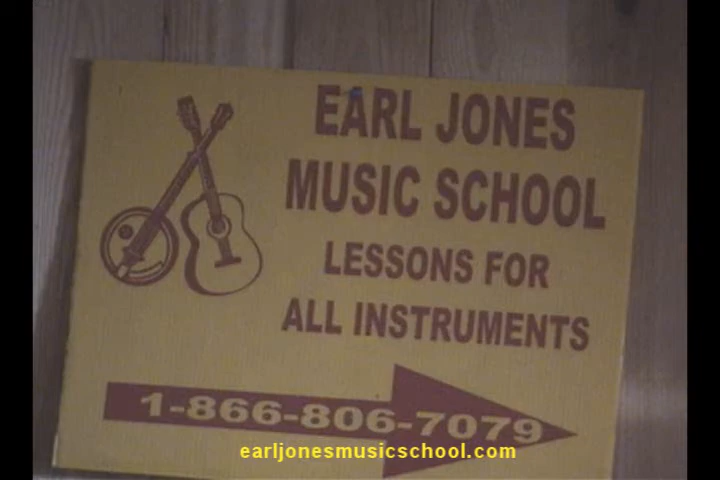 EARL JONES
MUSIC SCHOOL
LESSONS FOR
ALL INSTRUMENTS
1-866-806-7079
earljonesmusicschool.com